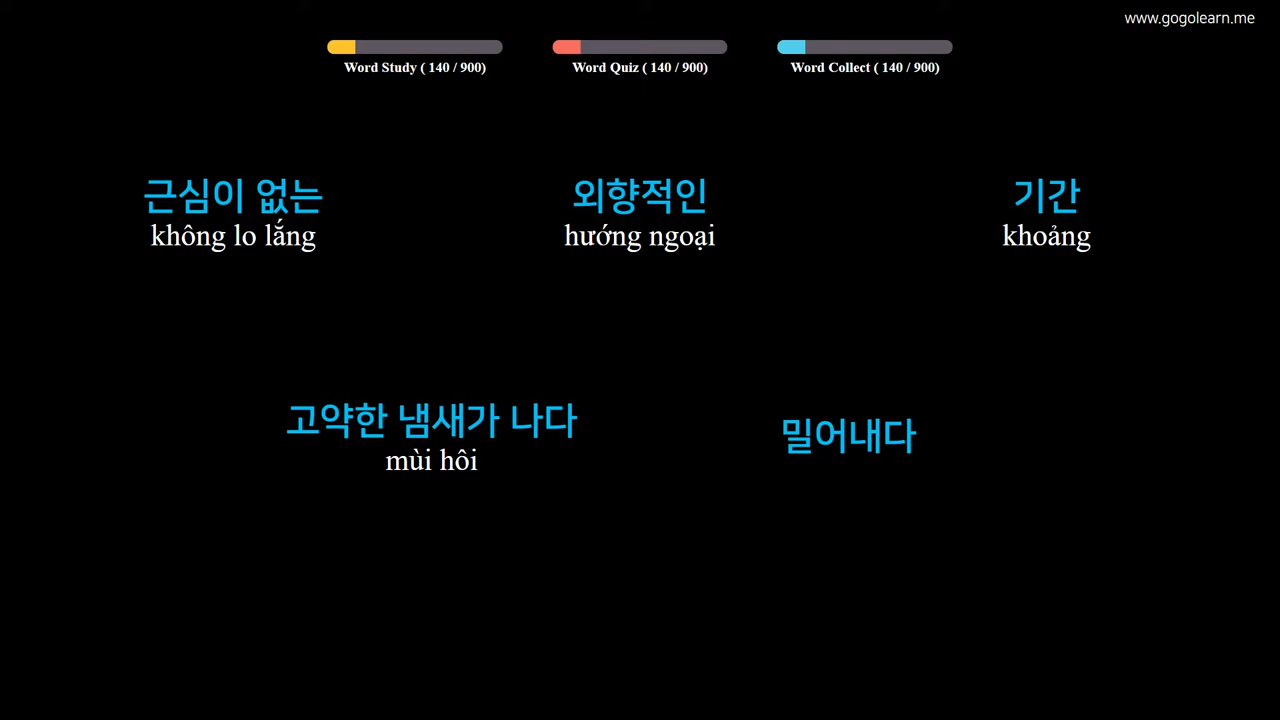 www.gogolearn.me
Word Study ( 140 / 900)
Word Quiz ( 140 / 900)
Word Collect ( 140 / 900)
근심이 없는
không lo lắng
외향적인
hướng ngoại
기간
khoảng
고약한 냄새가 나다
mùi hôi
밀어내다